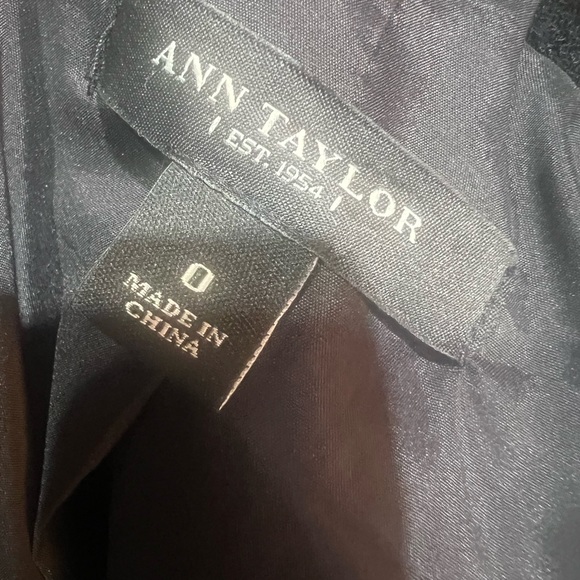 ANN TAYLOR
| EST. 1954 |
0
MADE IN
CHINA